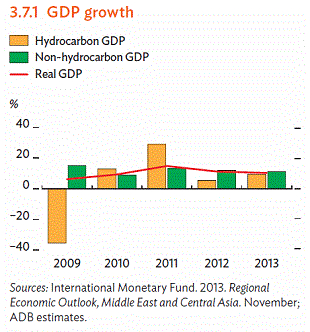 3.7.1 GDP growth
Hydrocarbon GDP
Non-hydrocarbon GDP
Real GDP
%
40
20
0
−20
−40
2009 2010 2011 2012 2013
Sources: International Monetary Fund. 2013. Regional
Economic Outlook, Middle East and Central Asia. November;
ADB estimates.